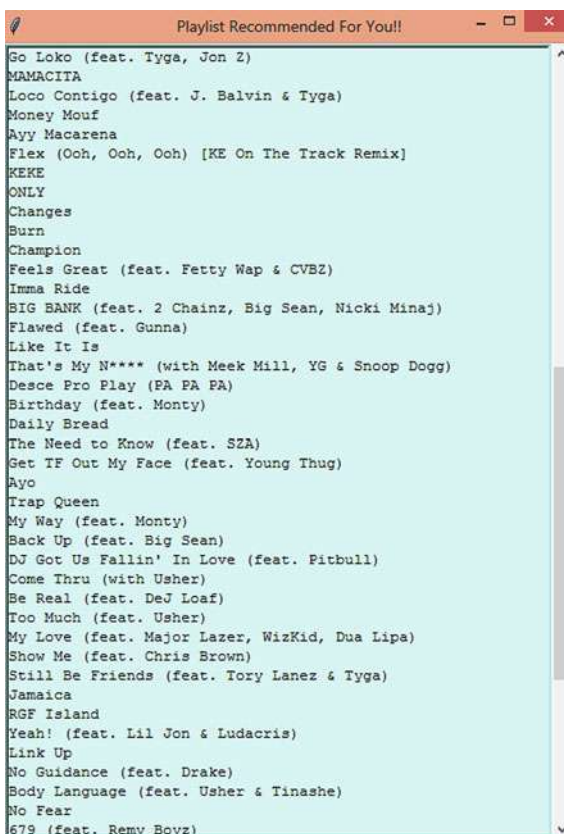 Playlist Recommended For You!!
Go Loko (feat. Tyga, Jon Z)
MAMACITA
Loco Contigo (feat. J. Balvin & Tyga)
Money Mouf
Ayy Macarena
Flex (Ooh, Ooh, Ooh) [KE On The Track Remix]
KEKE
ONLY
Changes
Burn
Champion
Feels Great (feat. Fetty Wap & CVBZ)
Imma Ride
BIG BANK (feat. 2 Chainz, Big Sean, Nicki Minaj)
Flawed (feat. Gunna)
Like It Is
That's My N**** (with Meek Mill, YG & Snoop Dogg)
Desce Pro Play (PA PA PA)
Birthday (feat. Monty)
Daily Bread
The Need to Know (feat. SZA)
Get TF Out My Face (feat. Young Thug)
Ayo
Trap Queen
My Way (feat. Monty)
Back Up (feat. Big Sean)
DJ Got Us Fallin' In Love (feat. Pitbull)
Come Thru (with Usher)
Be Real (feat. DeJ Loaf)
Too Much (feat. Usher)
My Love (feat. Major Lazer, WizKid, Dua Lipa)
Show Me (feat. Chris Brown)
Still Be Friends (feat. Tory Lanez & Tyga)
Jamaica
RGF Island
Yeah! (feat. Lil Jon & Ludacris)
Link Up
No Guidance (feat. Drake)
Body Language (feat. Usher & Tinashe)
No Fear
679 (feat. Remy Boyz)